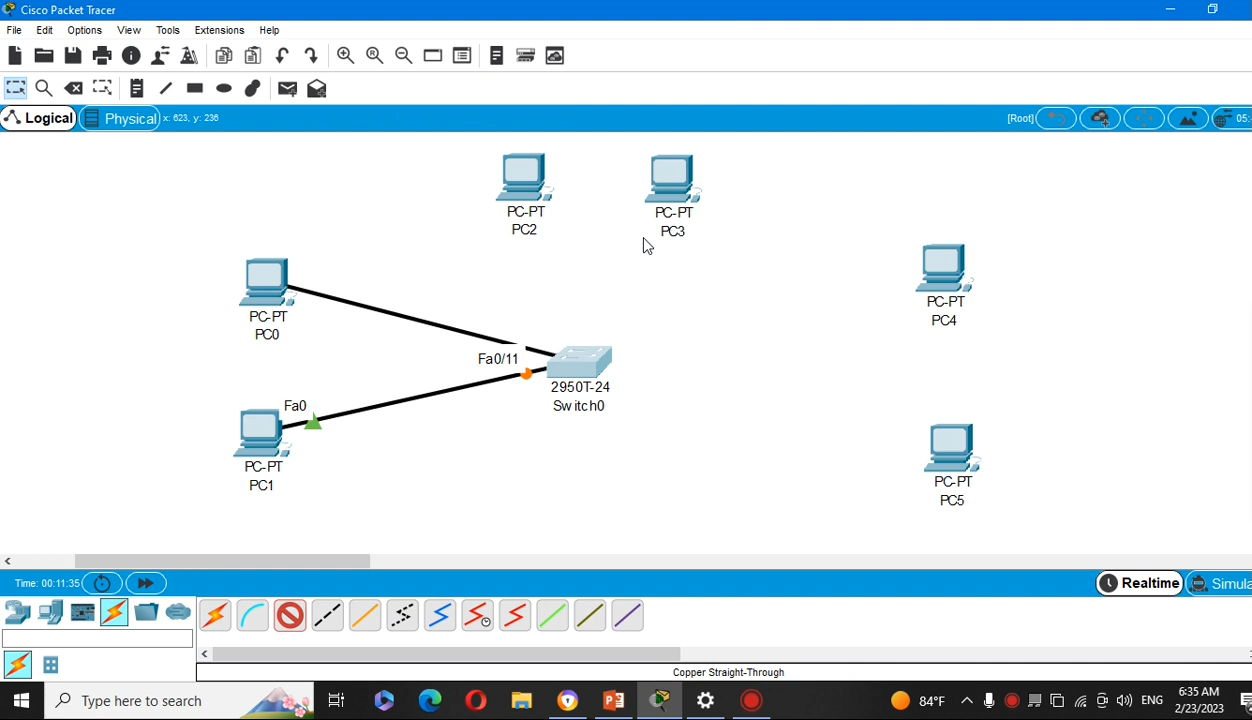 Cisco Packet Tracer
File Edit Options View Tools Extensions Help
Logical Physical x: 623, y: 236 [Root] 05:
PC-PT
PC2
PC-PT
PC3
PC-PT
PC4
PC-PT
PC0
Fa0/11
2950T-24
Switch0
Fa0
PC-PT
PC1
PC-PT
PC5
Time: 00:11:35 Realtime Simula
Copper Straight-Through
Type here to search 84°F ENG 6:35 AM
2/23/2023